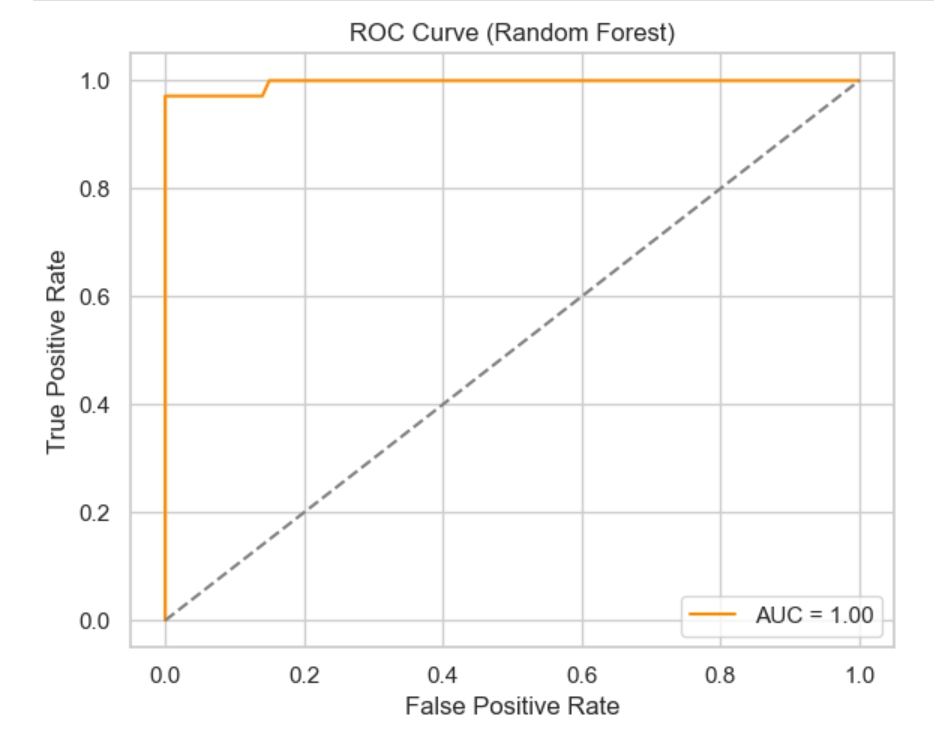 ROC Curve (Random Forest)
1.0
0.8
0.6
0.4
0.2
0.0
True Positive Rate
AUC = 1.00
0.0 0.2 0.4 0.6 0.8 1.0
False Positive Rate